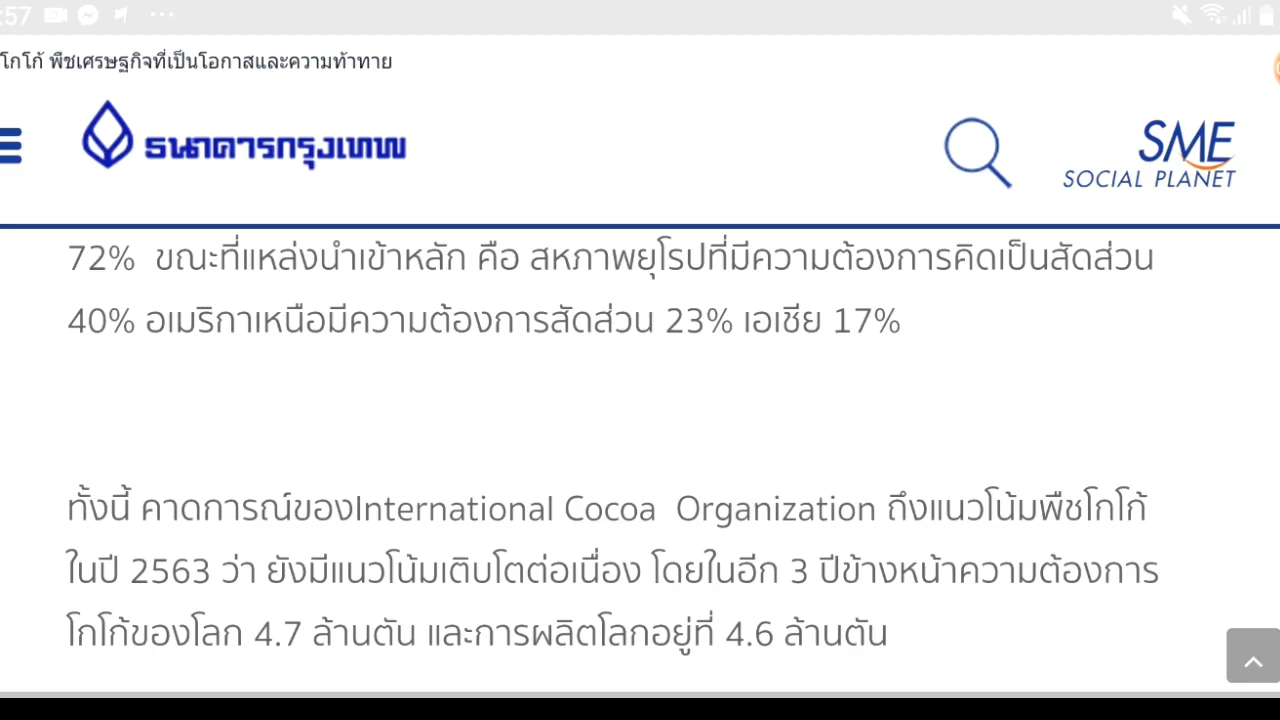 :57
โกโก้ พืชเศรษฐกิจที่เป็นโอกาสและความท้าทาย
ธนาคารกรุงเทพ
SME
SOCIAL PLANET
72% ขณะที่แหล่งนำเข้าหลัก คือ สหภาพยุโรปที่มีความต้องการคิดเป็นสัดส่วน
40% อเมริกาเหนือมีความต้องการสัดส่วน 23% เอเชีย 17%
ทั้งนี้ คาดการณ์ของInternational Cocoa Organization ถึงแนวโน้มพืชโกโก้
ในปี 2563 ว่า ยังมีแนวโน้มเติบโตต่อเนื่อง โดยในอีก 3 ปีข้างหน้าความต้องการ
โกโก้ของโลก 4.7 ล้านตัน และการผลิตโลกอยู่ที่ 4.6 ล้านตัน